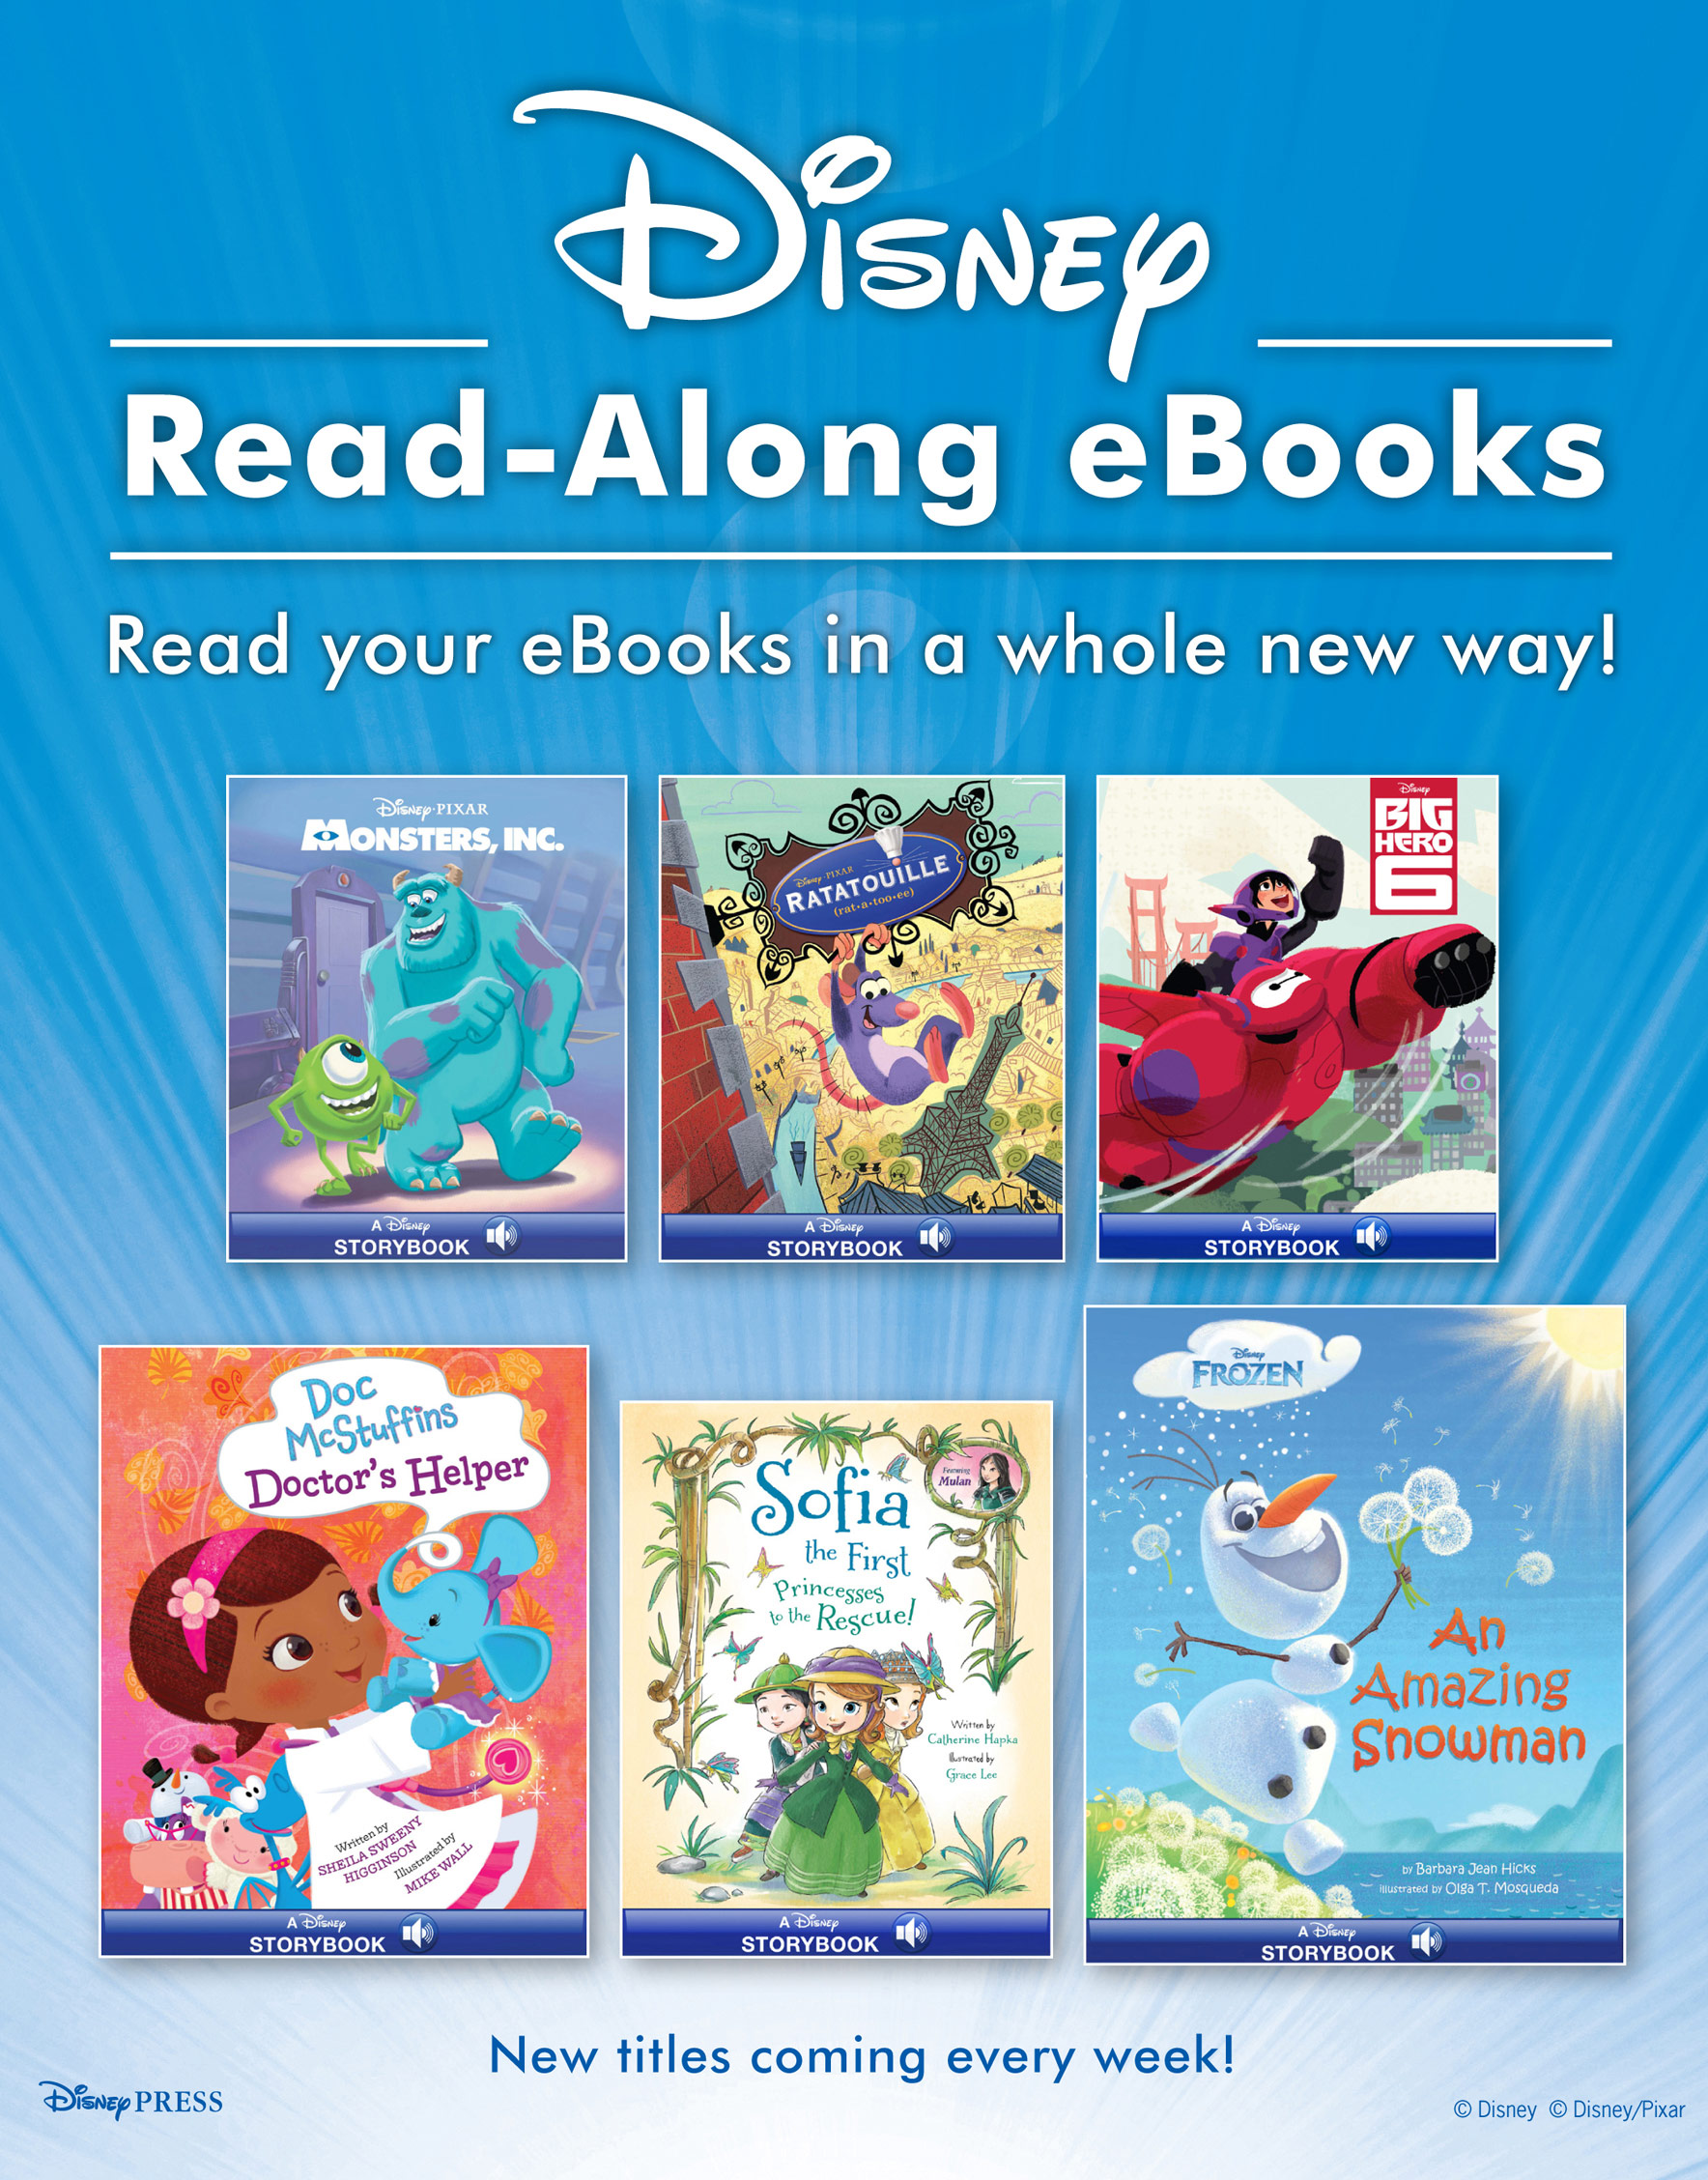 Disney
Read-Along eBooks
Read your eBooks in a whole new way!
Disney·PIXAR
MONSTERS, INC.
A Disney
STORYBOOK
Disney·PIXAR
RATATOUILLE
(rat•a•too•ee)
A Disney
STORYBOOK
Disney
BIG
HERO
6
A Disney
STORYBOOK
Doc
McStuffins
Doctor's Helper
Written by
SHEILA SWEENY
HIGGINSON
Illustrated by
MIKE WALL
A Disney
STORYBOOK
Featuring
Mulan
Sofia
the First
Princesses
to the Rescue!
Written by
Catherine Hapka
Illustrated by
Grace Lee
A Disney
STORYBOOK
Disney
FROZEN
An
Amazing
Snowman
by Barbara Jean Hicks
illustrated by Olga T. Mosqueda
A Disney
STORYBOOK
New titles coming every week!
Disney PRESS
© Disney © Disney/Pixar